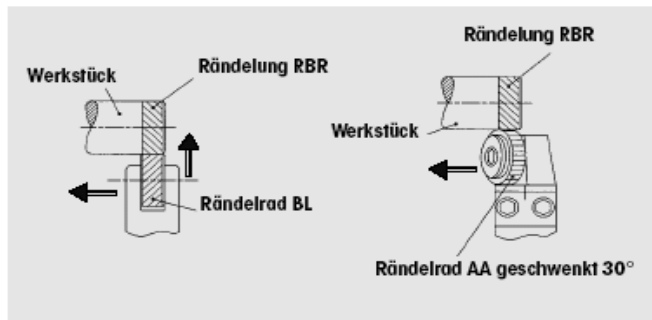 Werkstück
Rändelung RBR
Rändelrad BL
Rändelung RBR
Werkstück
Rändelrad AA geschwenkt 30°